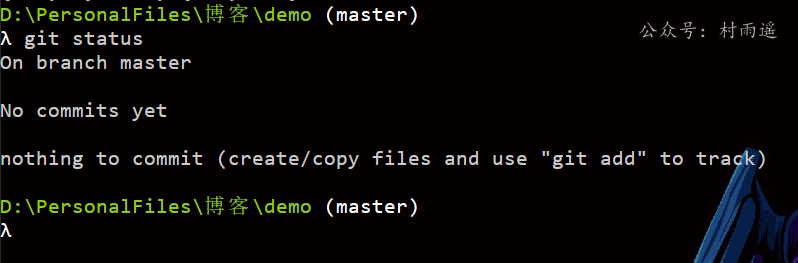 D:\PersonalFiles\博客\demo (master)
公众号：村雨遥
λ git status
On branch master
No commits yet
nothing to commit (create/copy files and use "git add" to track)
D:\PersonalFiles\博客\demo (master)
λ